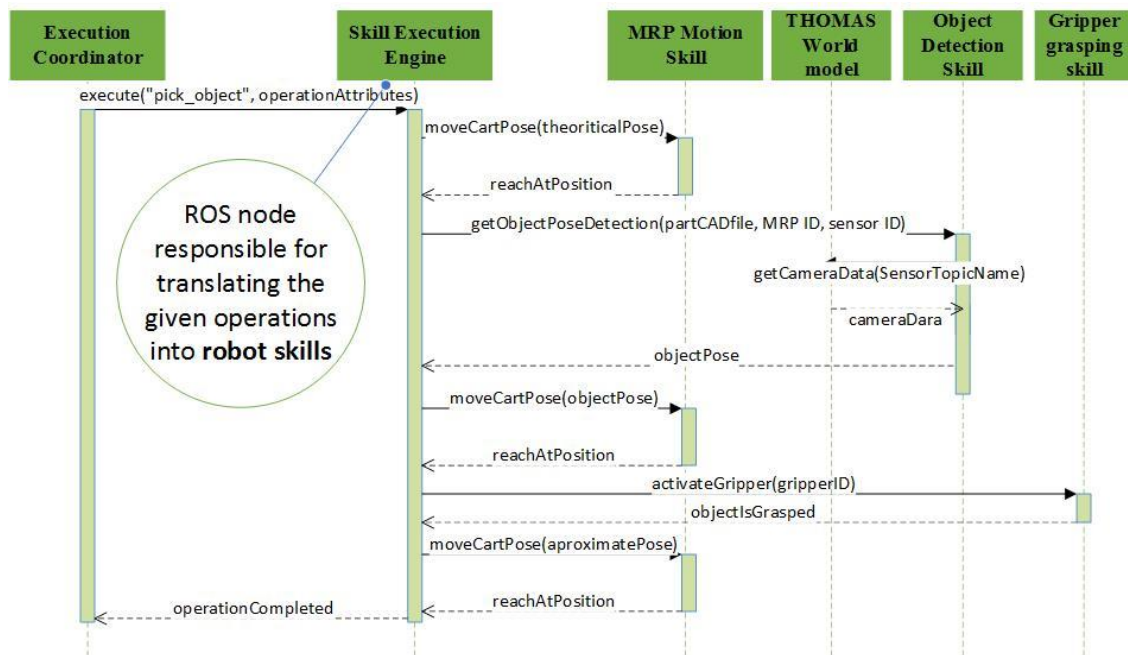 Execution
Coordinator
Skill Execution
Engine
MRP Motion
Skill
THOMAS
World
model
Object
Detection
Skill
Gripper
grasping
skill
execute("pick_object", operationAttributes)
moveCartPose(theoriticalPose)
reachAtPosition
ROS node
responsible for
translating the
given operations
into robot skills
getObjectPoseDetection(partCADfile, MRP ID, sensor ID)
getCameraData(SensorTopicName)
cameraDara
objectPose
moveCartPose(objectPose)
reachAtPosition
activateGripper(gripperID)
objectIsGrasped
moveCartPose(aproximatePose)
reachAtPosition
operationCompleted